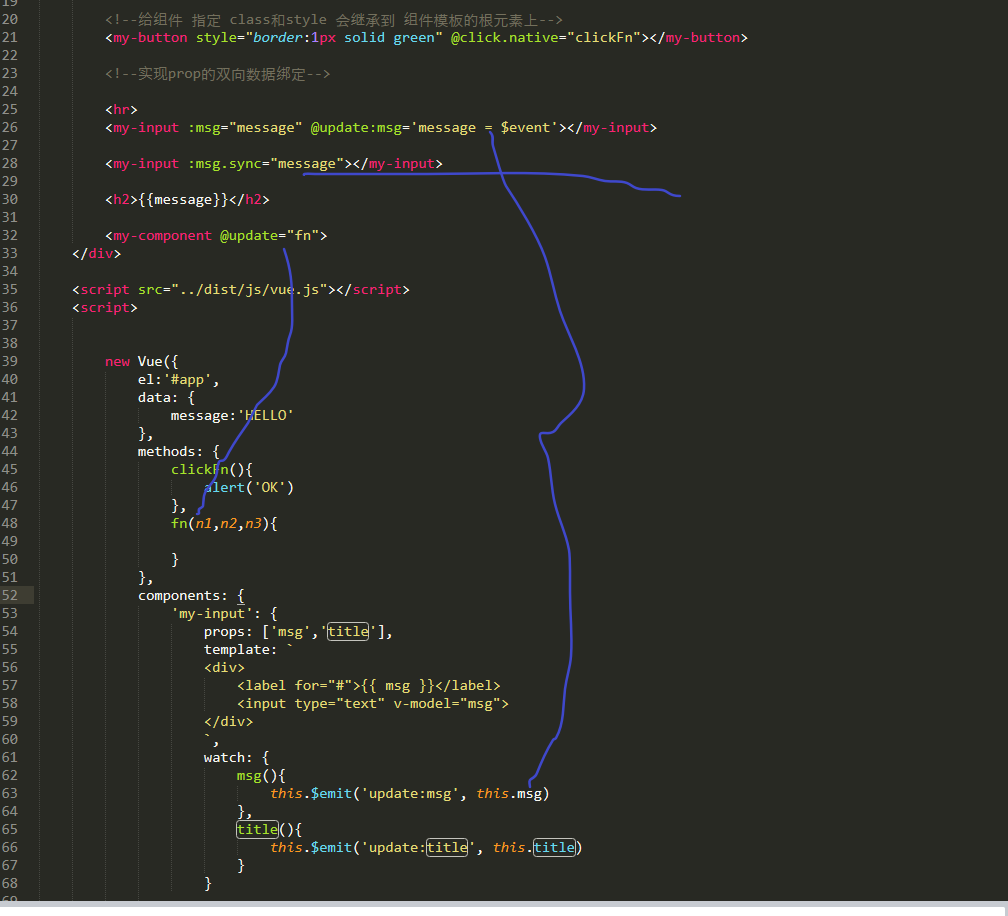 19
20 <!--给组件 指定 class和style 会继承到 组件模板的根元素上-->
21 <my-button style="border:1px solid green" @click.native="clickFn"></my-button>
22
23 <!--实现prop的双向数据绑定-->
24
25 <hr>
26 <my-input :msg="message" @update:msg='message = $event'></my-input>
27
28 <my-input :msg.sync="message"></my-input>
29
30 <h2>{{message}}</h2>
31
32 <my-component @update="fn">
33 </div>
34
35 <script src="../dist/js/vue.js"></script>
36 <script>
37
38
39 new Vue({
40 el:'#app',
41 data: {
42 message:'HELLO'
43 },
44 methods: {
45 clickFn(){
46 alert('OK')
47 },
48 fn(n1,n2,n3){
49
50 }
51 },
52 components: {
53 'my-input': {
54 props: ['msg','title'],
55 template: `
56 <div>
57 <label for="#">{{ msg }}</label>
58 <input type="text" v-model="msg">
59 </div>
60 `,
61 watch: {
62 msg(){
63 this.$emit('update:msg', this.msg)
64 },
65 title(){
66 this.$emit('update:title', this.title)
67 }
68 }
69